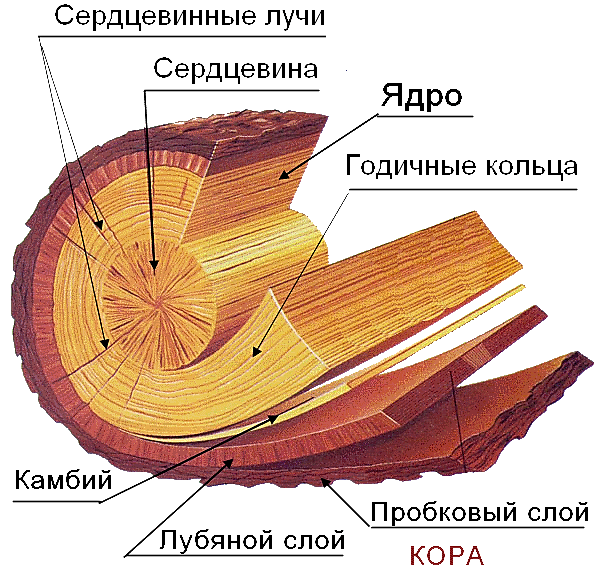 Сердцевинные лучи
Сердцевина
Ядро
Годичные кольца
Камбий
Пробковый слой
Лубяной слой
КОРА